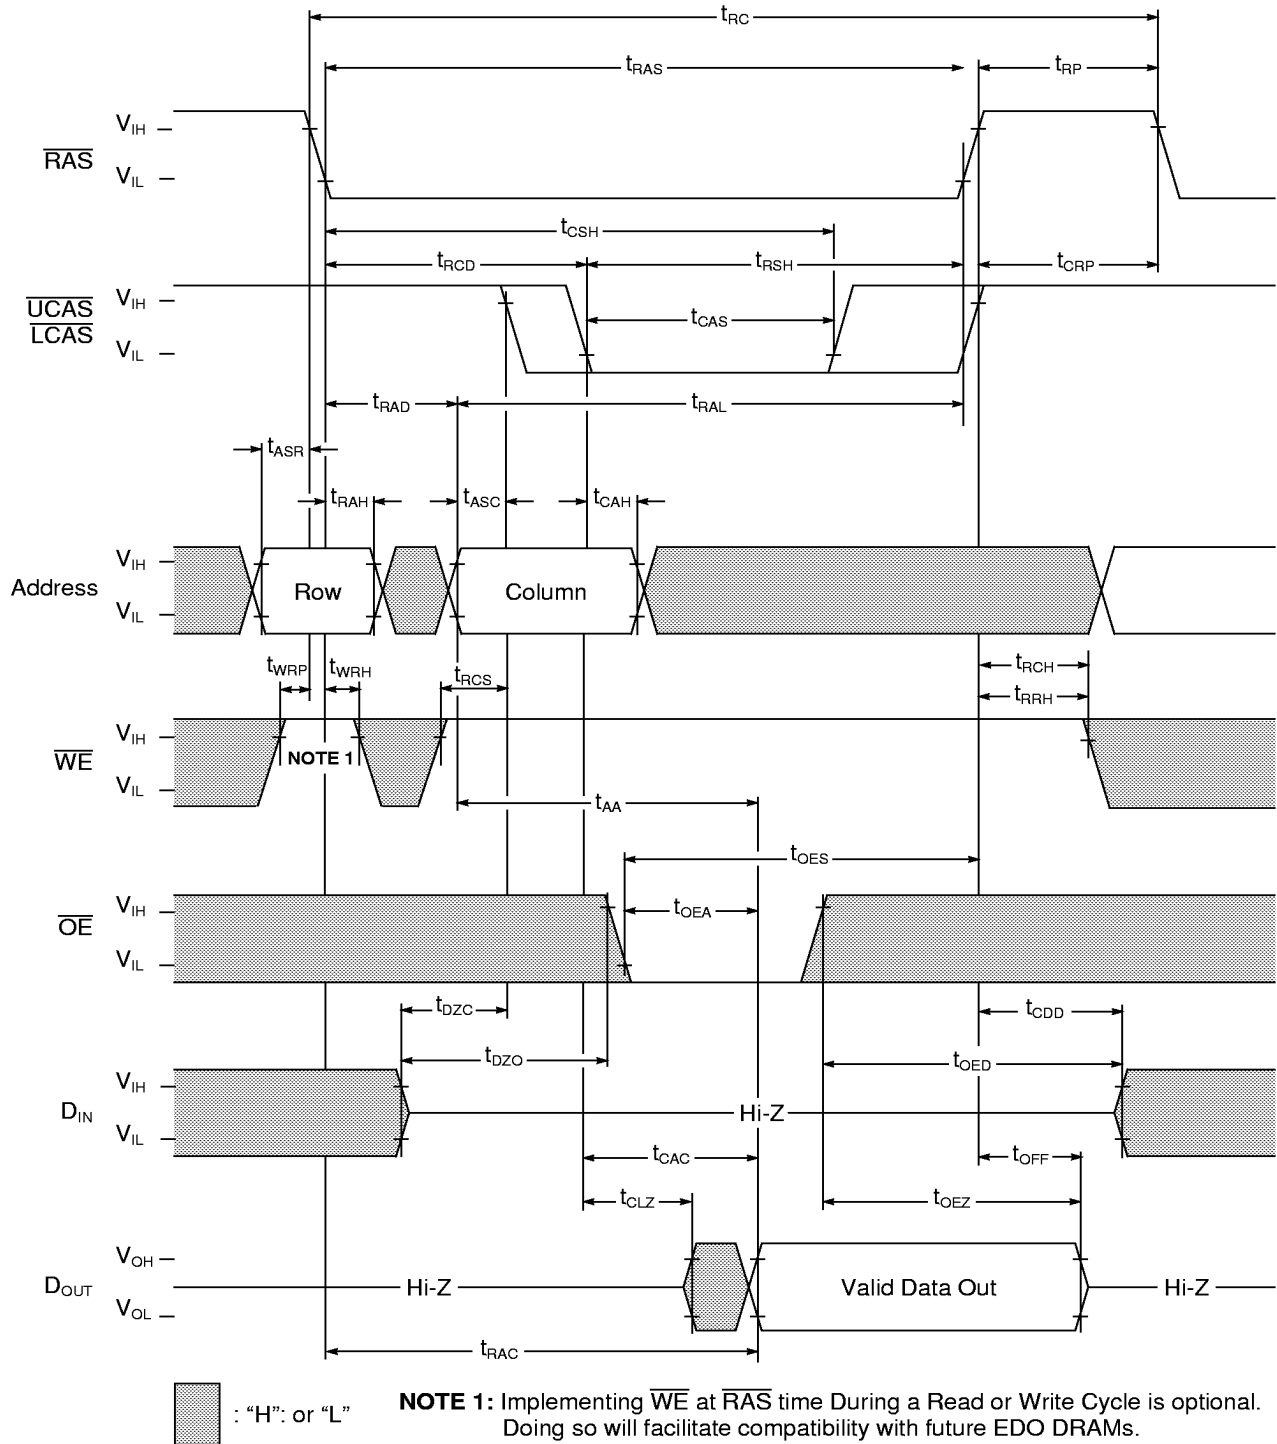 tRC
tRAS
tRP
VIH
RAS
VIL
tCSH
tRCD
tRSH
tCRP
VIH
UCAS
LCAS
tCAS
VIL
tRAD
tRAL
tASR
tRAH
tASC
tCAH
VIH
Address
Row
Column
VIL
tWRP
tWRH
tRCS
tRCH
tRRH
VIH
WE
NOTE 1
VIL
tAA
tOES
VIH
OE
tOEA
VIL
tDZC
tCDD
tDZO
tOED
VIH
DIN
Hi-Z
VIL
tCAC
tOFF
tCLZ
tOEZ
VOH
DOUT
Hi-Z
Valid Data Out
Hi-Z
VOL
tRAC
: “H”: or “L”
NOTE 1: Implementing WE at RAS time During a Read or Write Cycle is optional.
Doing so will facilitate compatibility with future EDO DRAMs.